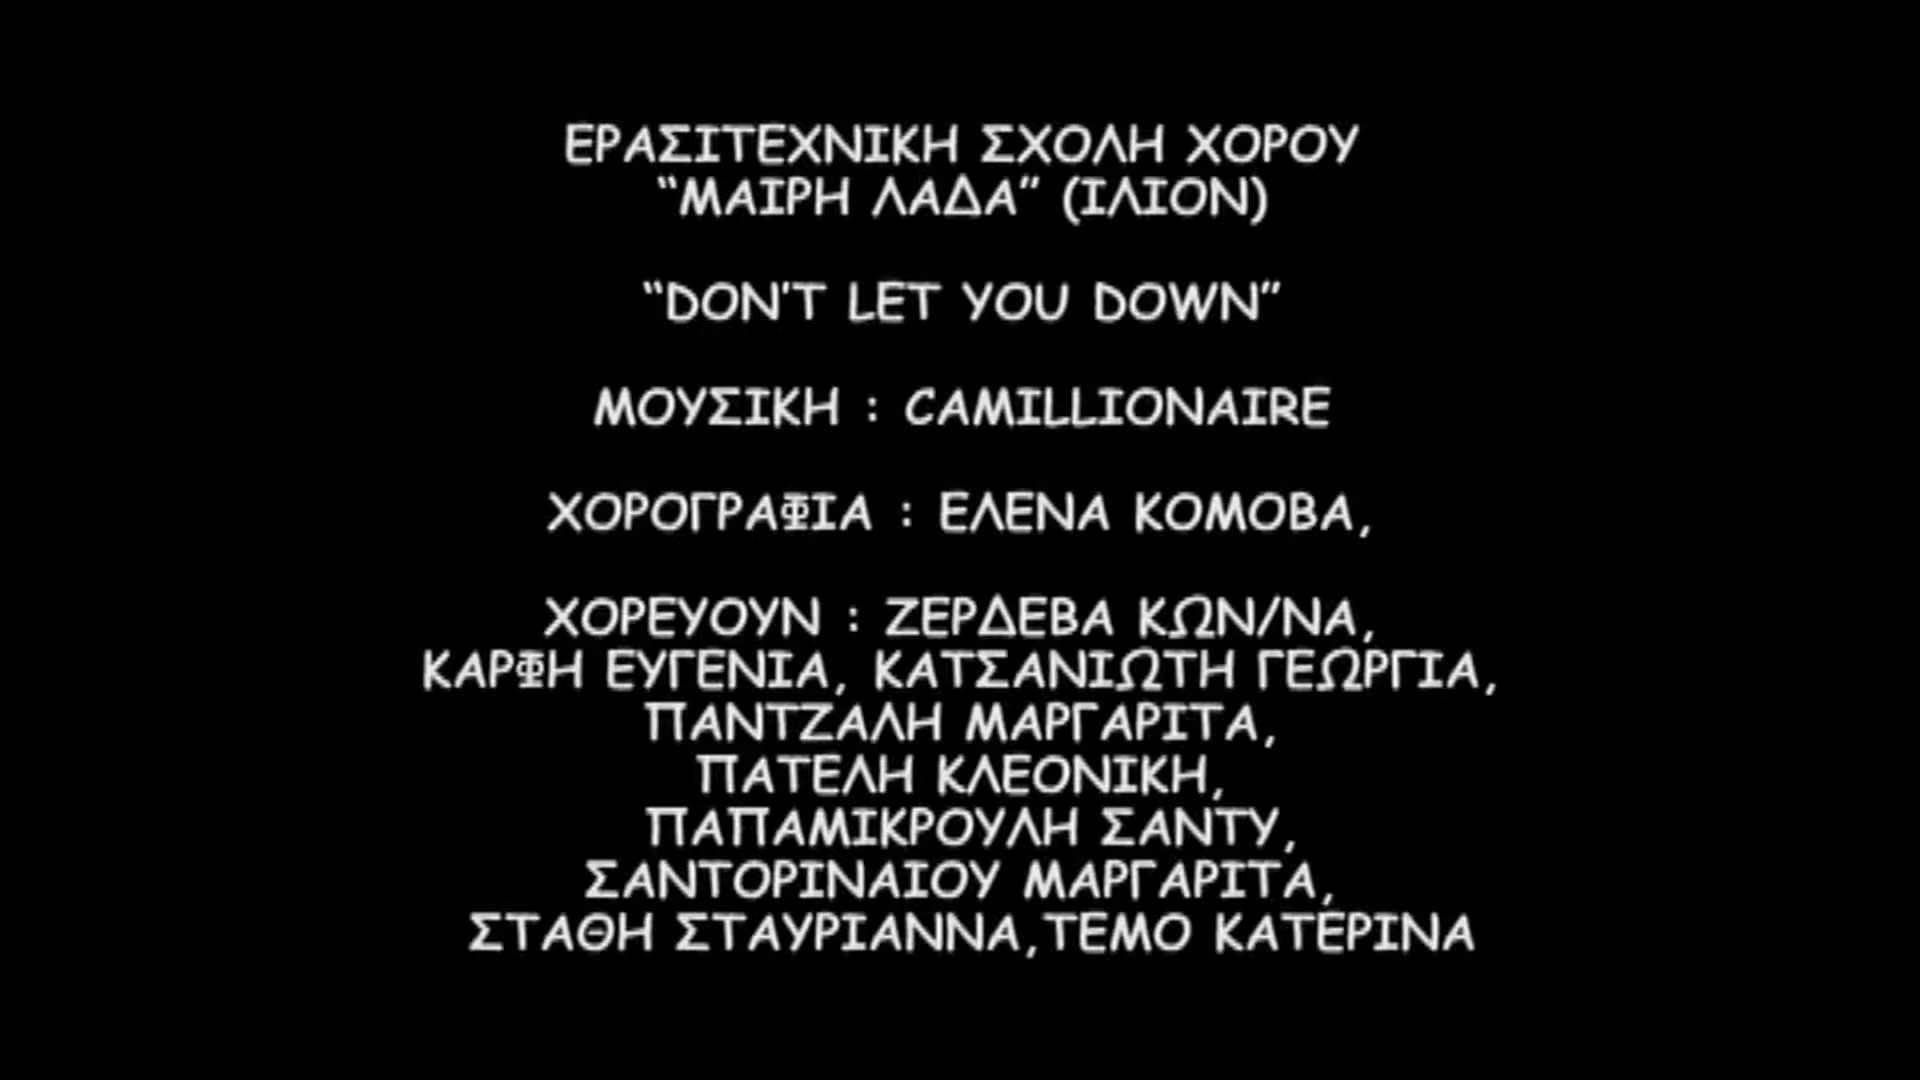 ΕΡΑΣΙΤΕΧΝΙΚΗ ΣΧΟΛΗ ΧΟΡΟΥ
“ΜΑΙΡΗ ΛΑΔΑ” (ΙΛΙΟΝ)
“DON'T LET YOU DOWN”
ΜΟΥΣΙΚΗ : CAMILLIONAIRE
ΧΟΡΟΓΡΑΦΙΑ : ΕΛΕΝΑ ΚΟΜΟΒΑ,
ΧΟΡΕΥΟΥΝ : ΖΕΡΔΕΒΑ ΚΩΝ/ΝΑ,
ΚΑΡΦΗ ΕΥΓΕΝΙΑ, ΚΑΤΣΑΝΙΩΤΗ ΓΕΩΡΓΙΑ,
ΠΑΝΤΖΑΛΗ ΜΑΡΓΑΡΙΤΑ,
ΠΑΤΕΛΗ ΚΛΕΟΝΙΚΗ,
ΠΑΠΑΜΙΚΡΟΥΛΗ ΣΑΝΤΥ,
ΣΑΝΤΟΡΙΝΑΙΟΥ ΜΑΡΓΑΡΙΤΑ,
ΣΤΑΘΗ ΣΤΑΥΡΙΑΝΝΑ,ΤΕΜΟ ΚΑΤΕΡΙΝΑ